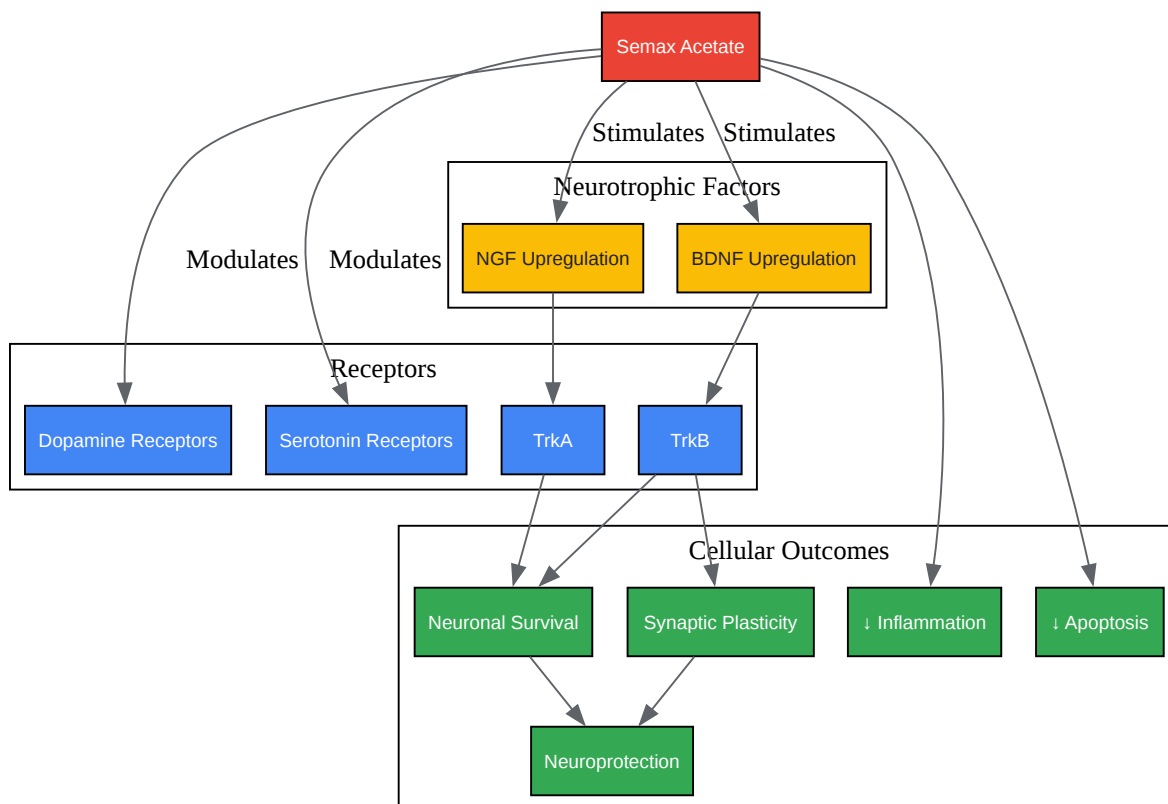 Semax Acetate
Stimulates Stimulates
Neurotrophic Factors
NGF Upregulation BDNF Upregulation
Modulates Modulates
Receptors
Dopamine Receptors Serotonin Receptors TrkA TrkB
Cellular Outcomes
Neuronal Survival Synaptic Plasticity ↓ Inflammation ↓ Apoptosis
Neuroprotection